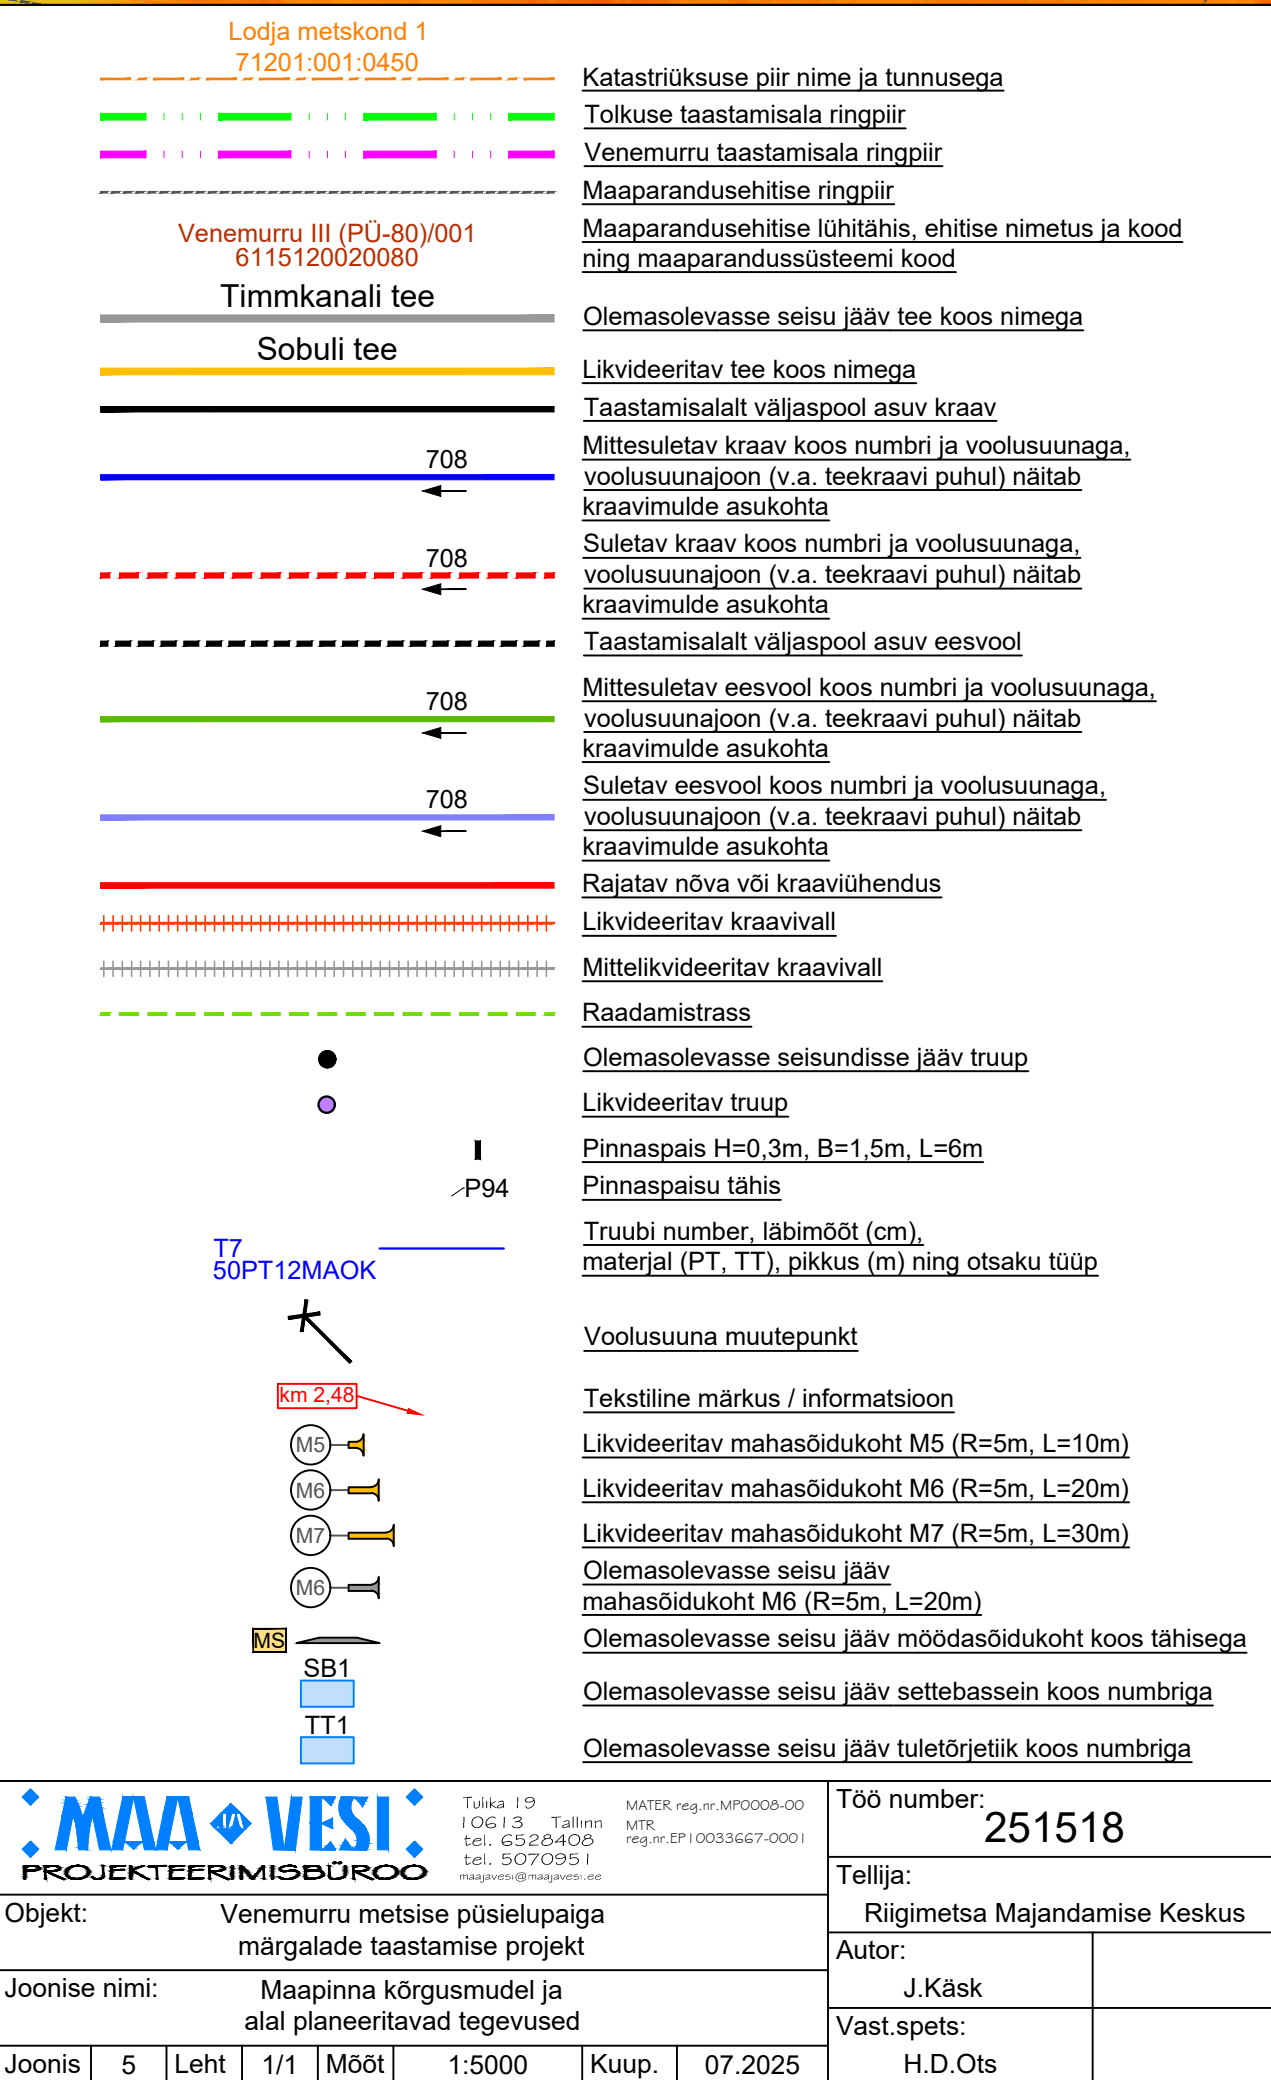 Lodja metskond 1
71201:001:0450
Katastriüksuse piir nime ja tunnusega
Tolkuse taastamisala ringpiir
Venemurru taastamisala ringpiir
Maaparandusehitise ringpiir
Venemurru III (PÜ-80)/001
6115120020080
Maaparandusehitise lühitähis, ehitise nimetus ja kood
ning maaparandussüsteemi kood
Timmkanali tee
Olemasolevasse seisu jääv tee koos nimega
Sobuli tee
Likvideeritav tee koos nimega
Taastamisalalt väljaspool asuv kraav
708
Mittesuletav kraav koos numbri ja voolusuunaga,
voolusuunajoon (v.a. teekraavi puhul) näitab
kraavimulde asukohta
708
Suletav kraav koos numbri ja voolusuunaga,
voolusuunajoon (v.a. teekraavi puhul) näitab
kraavimulde asukohta
Taastamisalalt väljaspool asuv eesvool
708
Mittesuletav eesvool koos numbri ja voolusuunaga,
voolusuunajoon (v.a. teekraavi puhul) näitab
kraavimulde asukohta
708
Suletav eesvool koos numbri ja voolusuunaga,
voolusuunajoon (v.a. teekraavi puhul) näitab
kraavimulde asukohta
Rajatav nõva või kraaviühendus
Likvideeritav kraavivall
Mittelikvideeritav kraavivall
Raadamistrass
Olemasolevasse seisundisse jääv truup
Likvideeritav truup
Pinnaspais H=0,3m, B=1,5m, L=6m
P94
Pinnaspaisu tähis
T7
50PT12MAOK
Truubi number, läbimõõt (cm),
materjal (PT, TT), pikkus (m) ning otsaku tüüp
Voolusuuna muutepunkt
km 2,48
Tekstiline märkus / informatsioon
M5
Likvideeritav mahasõidukoht M5 (R=5m, L=10m)
M6
Likvideeritav mahasõidukoht M6 (R=5m, L=20m)
M7
Likvideeritav mahasõidukoht M7 (R=5m, L=30m)
M6
Olemasolevasse seisu jääv
mahasõidukoht M6 (R=5m, L=20m)
MS
Olemasolevasse seisu jääv möödasõidukoht koos tähisega
SB1
Olemasolevasse seisu jääv settebassein koos numbriga
TT1
Olemasolevasse seisu jääv tuletõrjetiik koos numbriga
MAA JA VESI
PROJEKTEERIMISBÜROO
Tulika 19
10613 Tallinn
tel. 6528408
tel. 5070951
maajavesi@maajavesi.ee
MATER reg.nr.MP0008-00
MTR
reg.nr.EP10033667-0001
Töö number:
251518
Tellija:
Riigimetsa Majandamise Keskus
Objekt:
Venemurru metsise püsielupaiga
märgalade taastamise projekt
Autor:
J.Käsk
Joonise nimi:
Maapinna kõrgusmudel ja
alal planeeritavad tegevused
Vast.spets:
H.D.Ots
Joonis 5 Leht 1/1 Mõõt 1:5000 Kuup. 07.2025